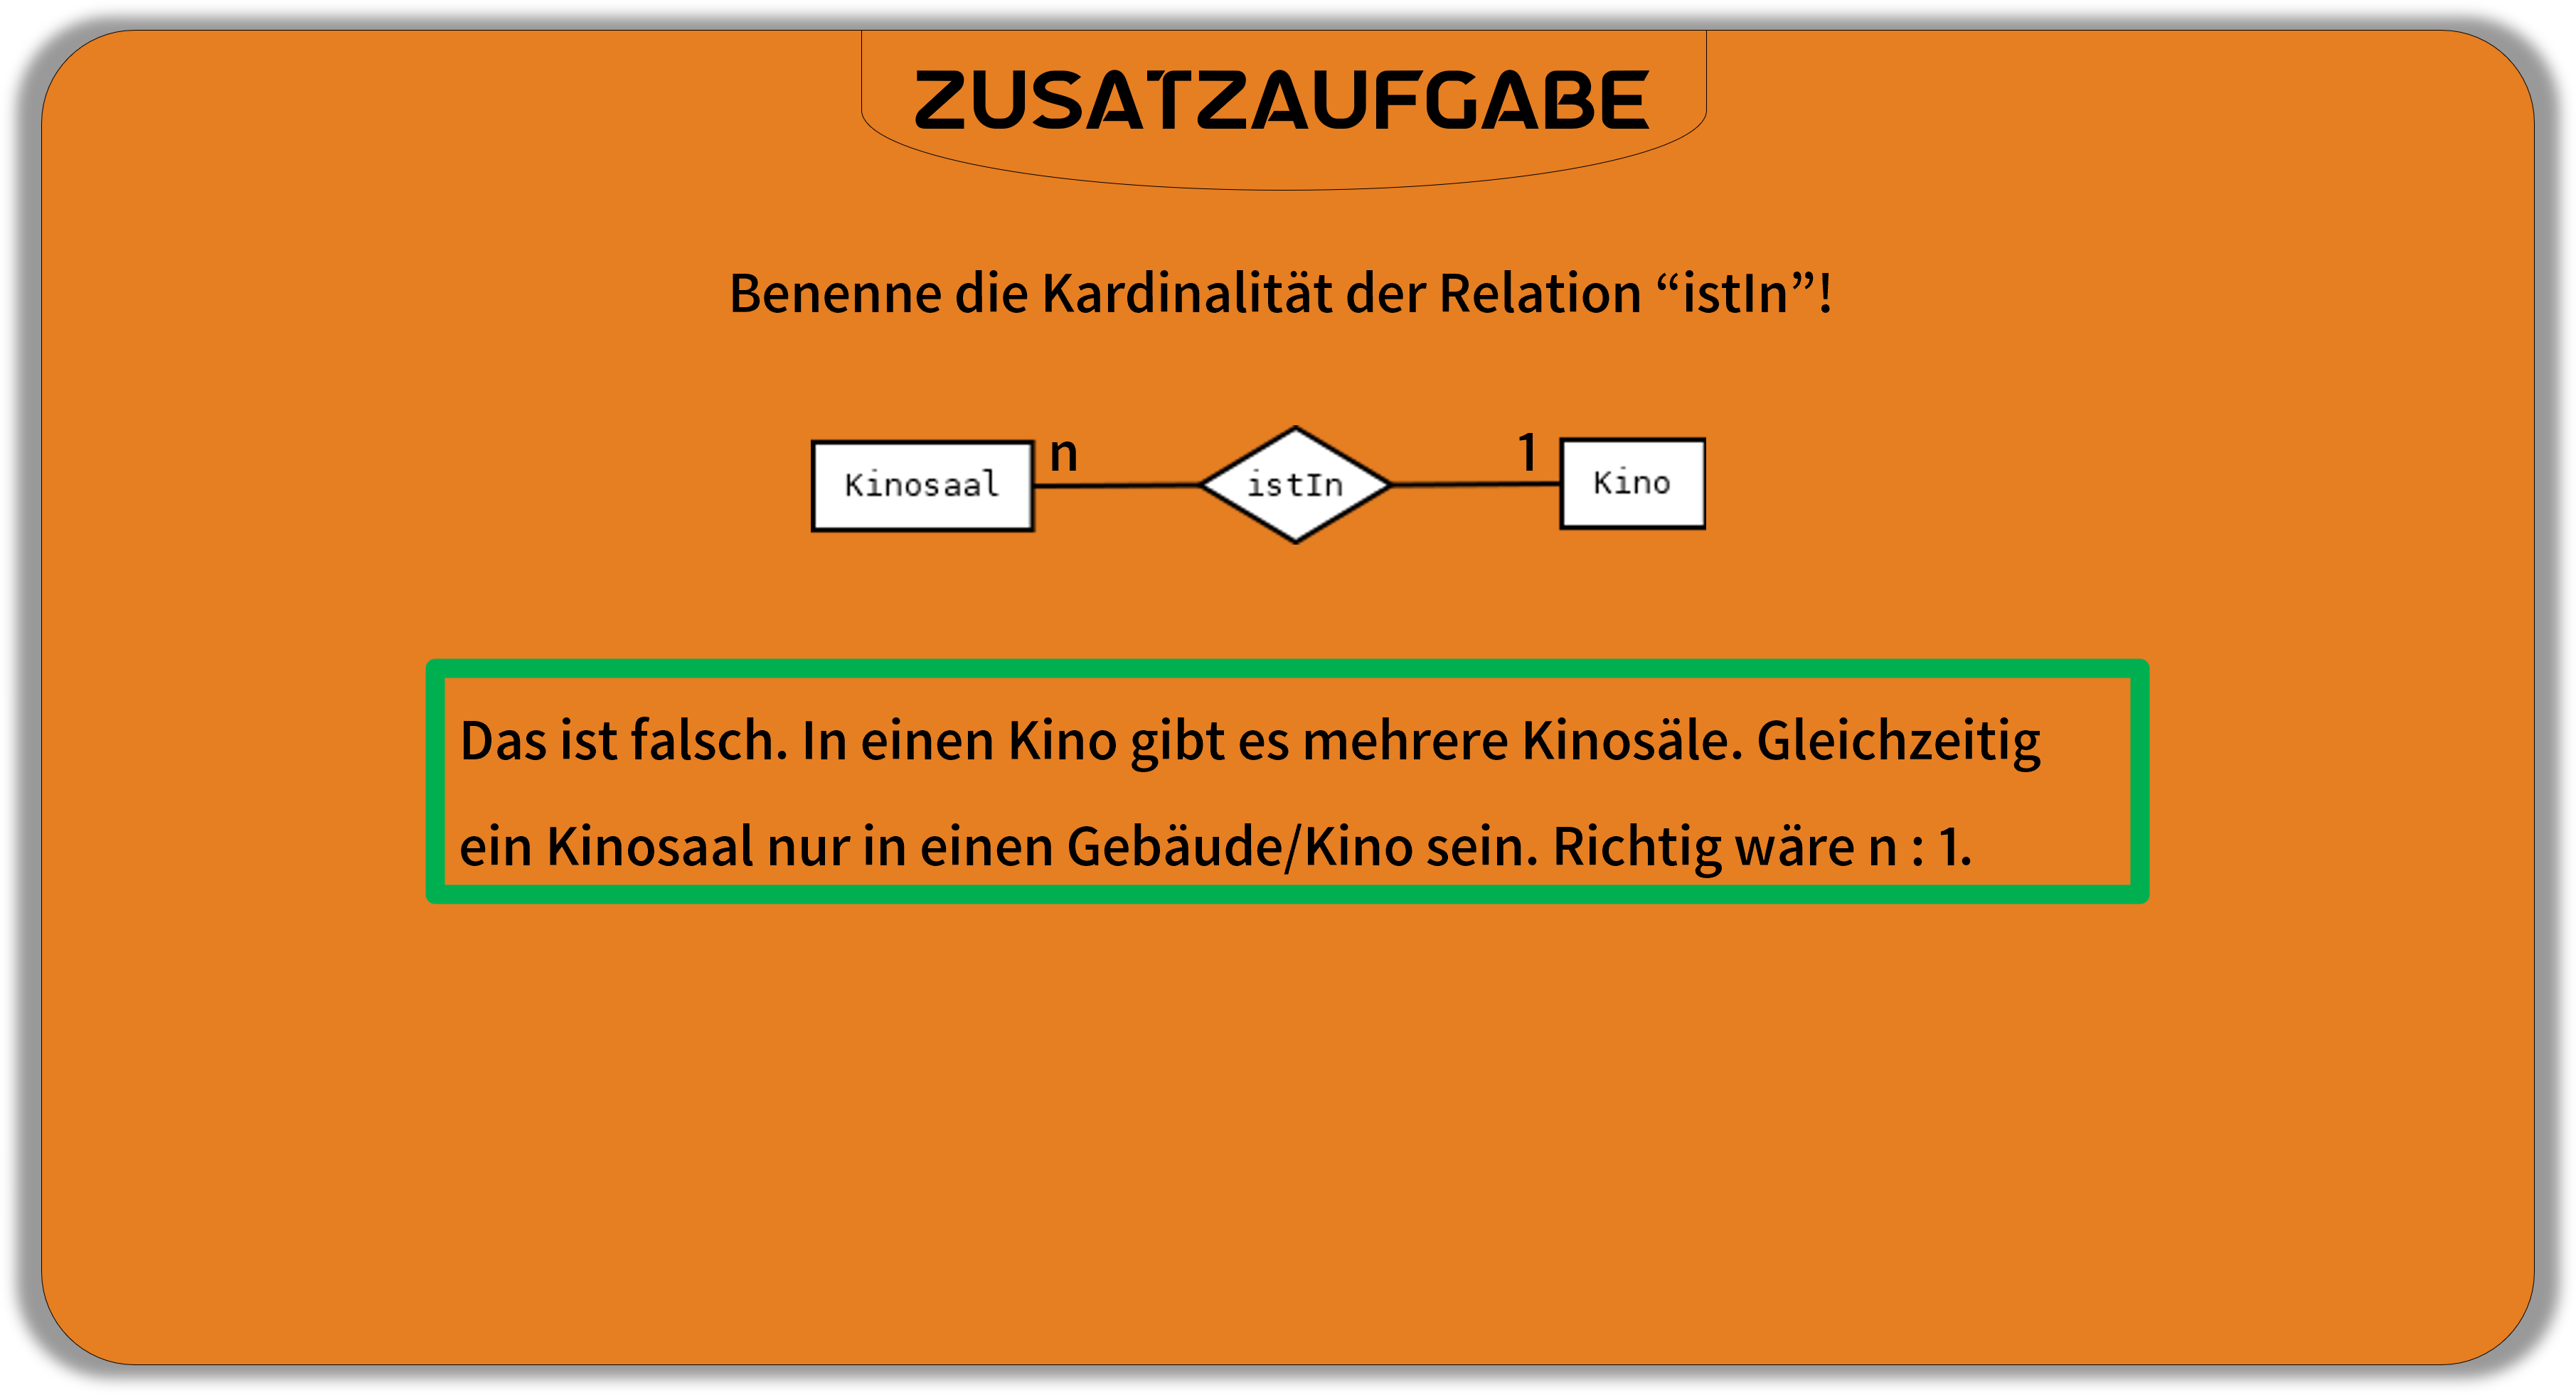 ZUSATZAUFGABE
Benenne die Kardinalität der Relation “istIn”!
n 1
Kinosaal istIn Kino
Das ist falsch. In einen Kino gibt es mehrere Kinosäle. Gleichzeitig
ein Kinosaal nur in einen Gebäude/Kino sein. Richtig wäre n : 1.